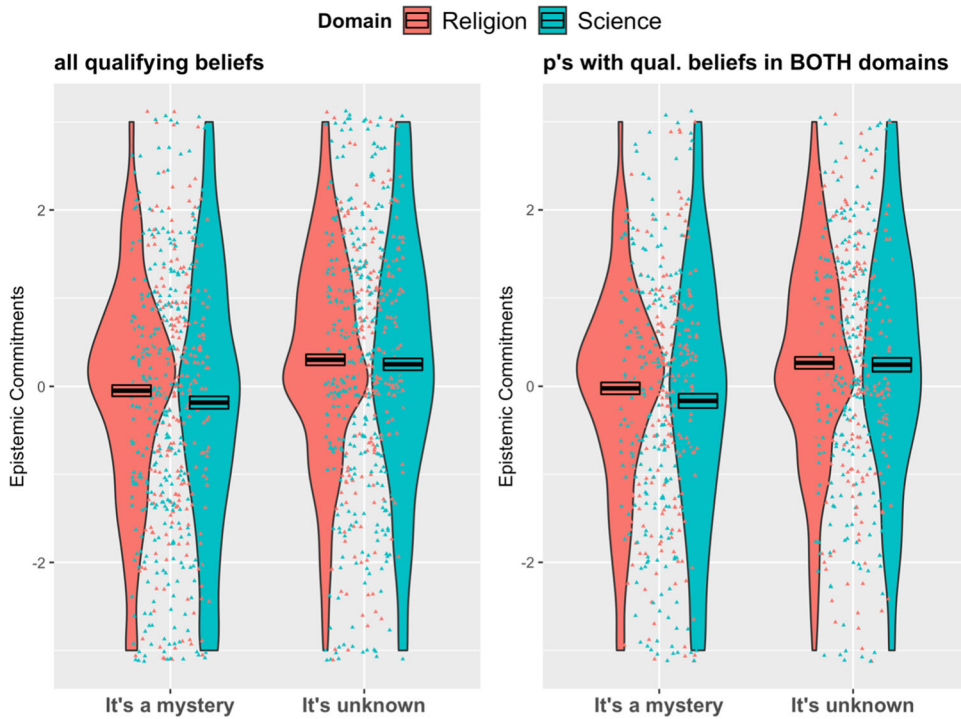 Domain Religion Science
all qualifying beliefs
p's with qual. beliefs in BOTH domains
Epistemic Commitments
2
0
-2
It's a mystery It's unknown
Epistemic Commitments
2
0
-2
It's a mystery It's unknown